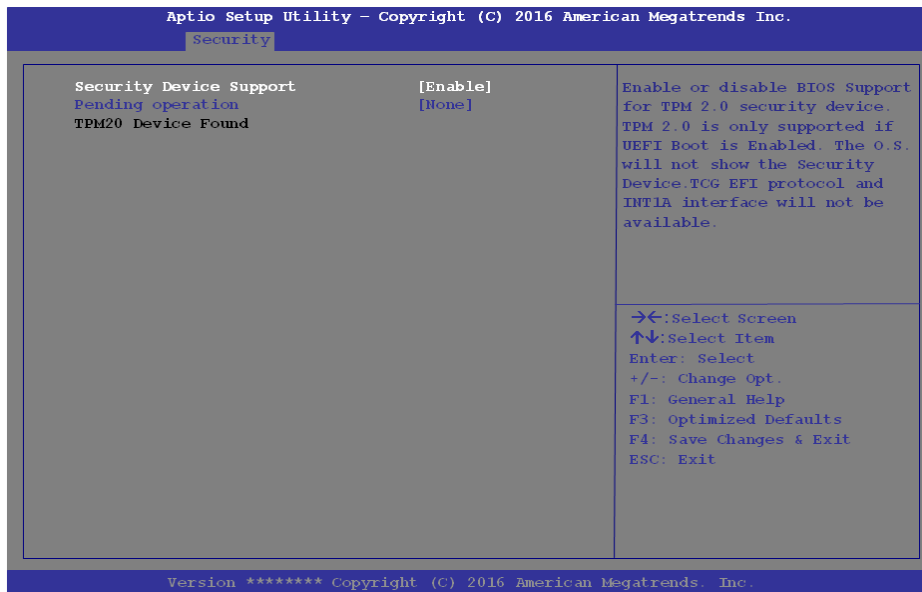 Aptio Setup Utility – Copyright (C) 2016 American Megatrends Inc.
Security
Security Device Support [Enable]
Pending operation [None]
TPM20 Device Found
Enable or disable BIOS Support
for TPM 2.0 security device.
TPM 2.0 is only supported if
UEFI Boot is Enabled. The O.S.
will not show the Security
Device.TCG EFI protocol and
INT1A interface will not be
available.
→←:Select Screen
↑↓:Select Item
Enter: Select
+/-: Change Opt.
F1: General Help
F3: Optimized Defaults
F4: Save Changes & Exit
ESC: Exit
Version ******** Copyright (C) 2016 American Megatrends. Inc.